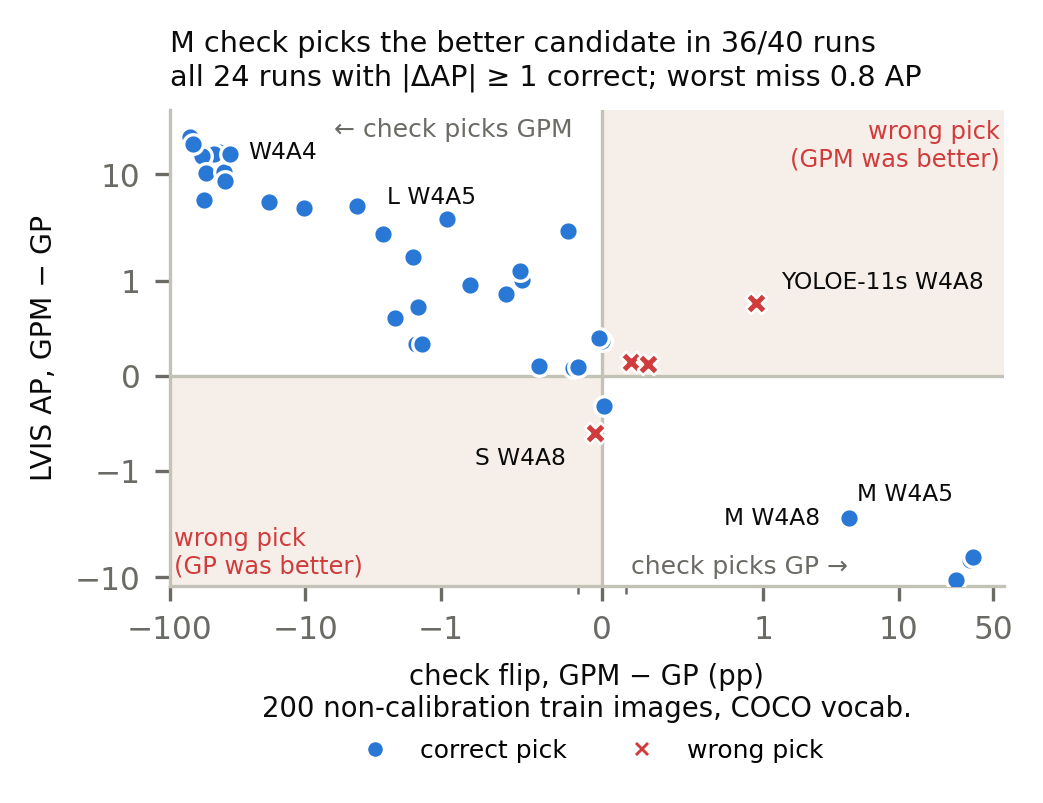 M check picks the better candidate in 36/40 runs
all 24 runs with |ΔAP| ≥ 1 correct; worst miss 0.8 AP
← check picks GPM
wrong pick
(GPM was better)
W4A4
L W4A5
YOLOE-11s W4A8
S W4A8
M W4A5
M W4A8
wrong pick
(GP was better)
check picks GP →
LVIS AP, GPM − GP
10
1
0
−1
−10
−100
−10
−1
0
1
10
50
check flip, GPM − GP (pp)
200 non-calibration train images, COCO vocab.
correct pick
wrong pick